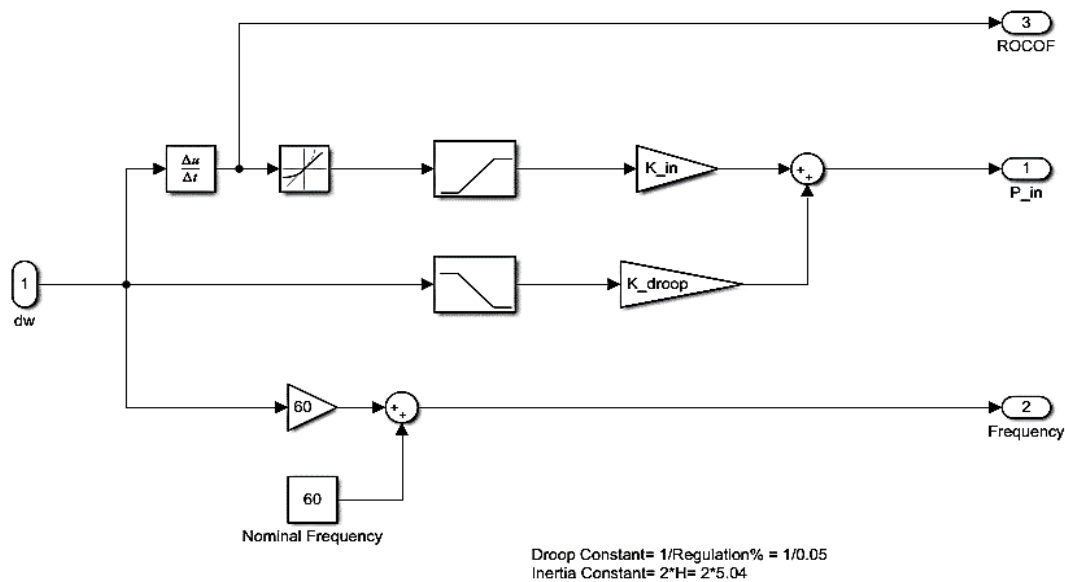 3
ROCOF
Δu
Δt
K_in
+
+
1
P_in
1
dw
K_droop
60
+
+
2
Frequency
60
Nominal Frequency
Droop Constant= 1/Regulation% = 1/0.05
Inertia Constant= 2*H= 2*5.04